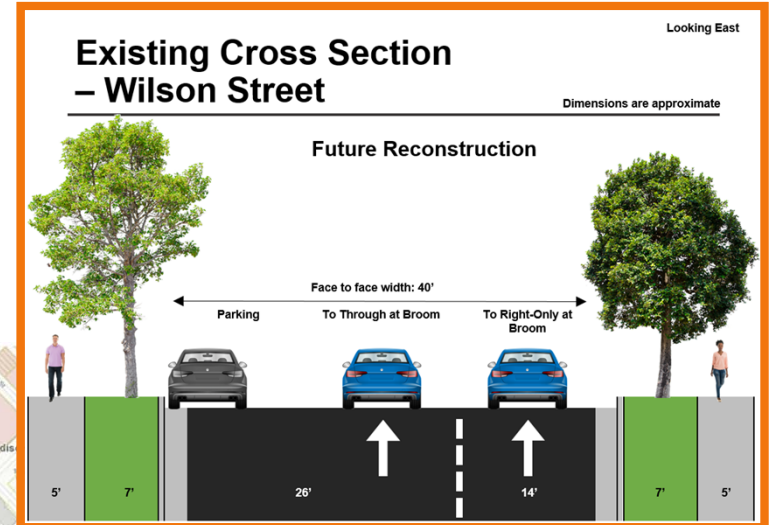 Looking East
Existing Cross Section
– Wilson Street
Dimensions are approximate
Future Reconstruction
Face to face width: 40’
Parking
To Through at Broom
To Right-Only at
Broom
5’
7’
26’
14’
7’
5’